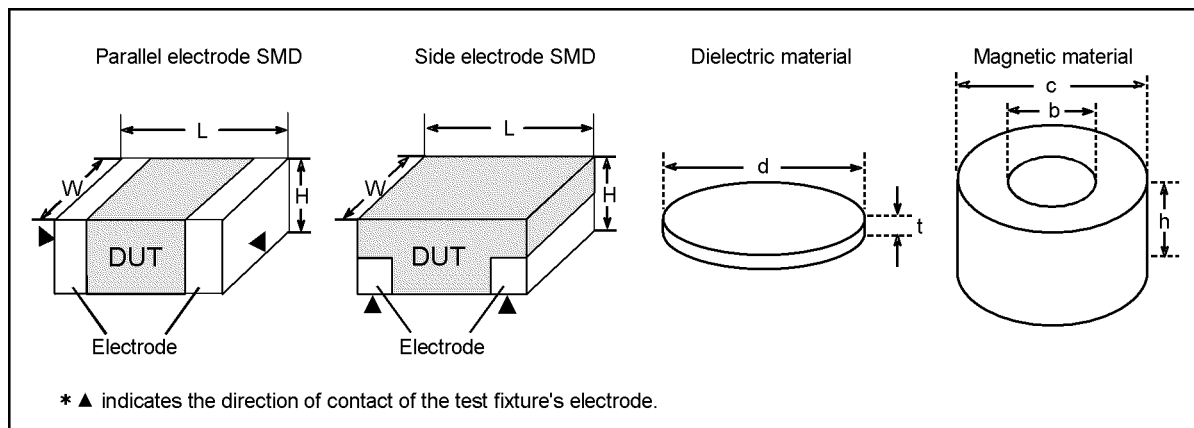 Parallel electrode SMD
L
W
H
DUT
Electrode
Side electrode SMD
L
W
H
DUT
Electrode
Dielectric material
d
t
Magnetic material
c
b
h
* ▲ indicates the direction of contact of the test fixture's electrode.